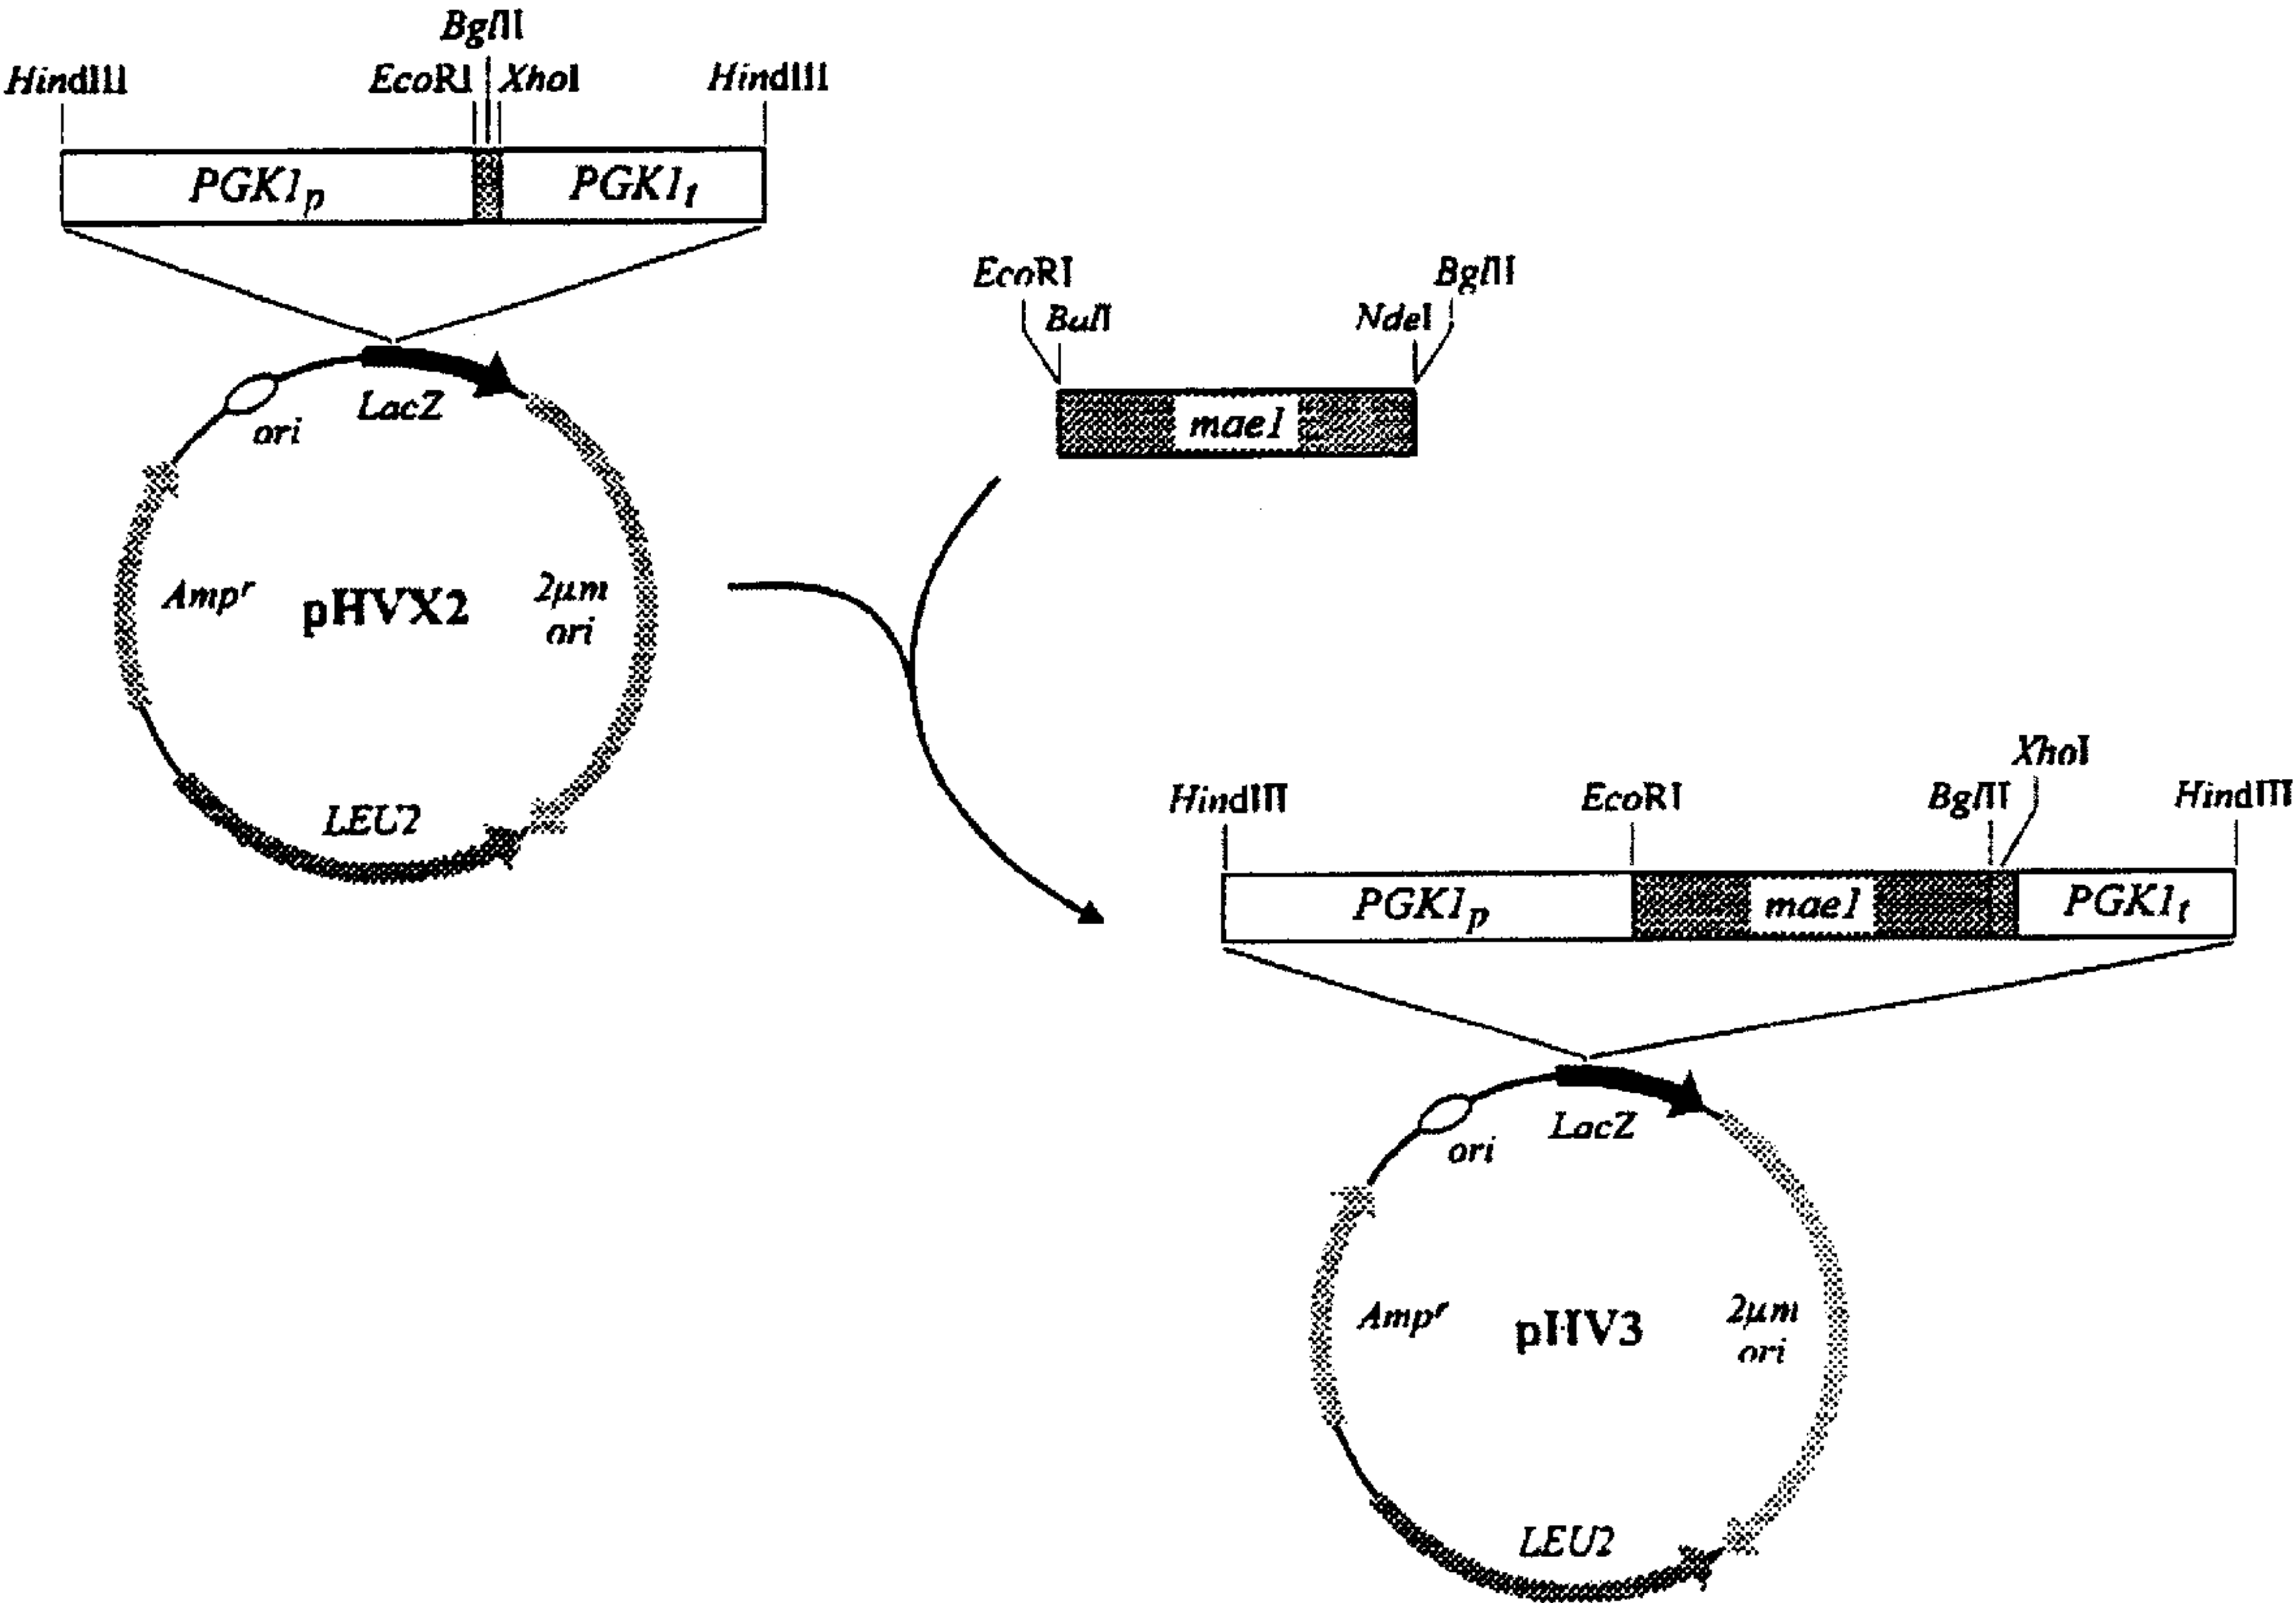 BglII
HindIII EcoRI XhoI HindIII
PGK1p PGK1t
EcoRI BglII
BalI NdeI
mae1
LacZ
ori
Ampr pHVX2 2µm
ori
LEU2
XhoI
HindIII EcoRI BglII HindIII
PGK1p mae1 PGK1t
LacZ
ori
Ampr pHV3 2µm
ori
LEU2